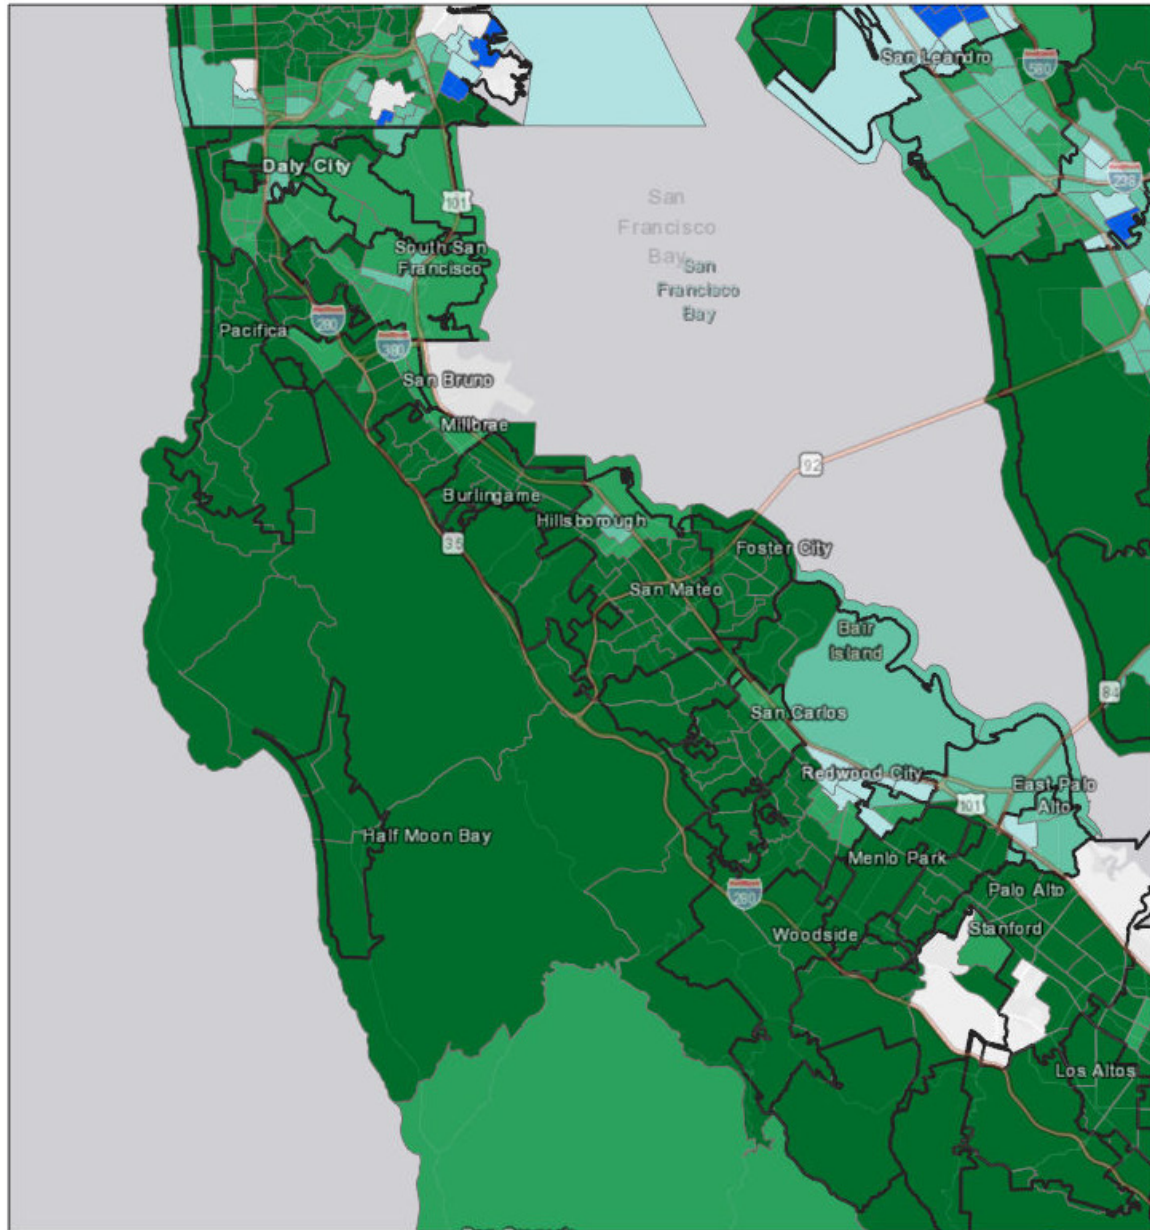 San Leandro
580
Daly City
238
101
San
Francisco
Bay
South San
Francisco
San
Francisco
Bay
Pacifica
280
380
San Bruno
Millbrae
92
Burlingame
Hillsborough
35
Foster City
San Mateo
Bair
Island
84
San Carlos
Redwood City
East Palo
Alto
101
Half Moon Bay
Menlo Park
Palo Alto
280
Woodside
Stanford
Los Altos